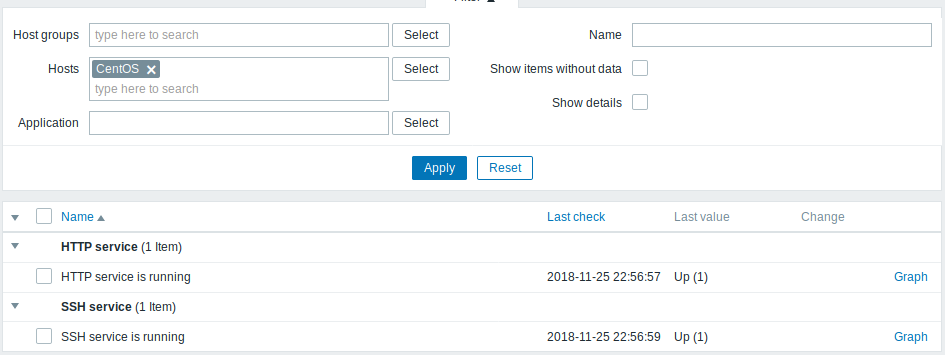 Filter
Host groups type here to search Select Name
Hosts CentOS Select Show items without data
type here to search
Show details
Application Select
Apply Reset
Name Last check Last value Change
HTTP service (1 Item)
HTTP service is running 2018-11-25 22:56:57 Up (1) Graph
SSH service (1 Item)
SSH service is running 2018-11-25 22:56:59 Up (1) Graph